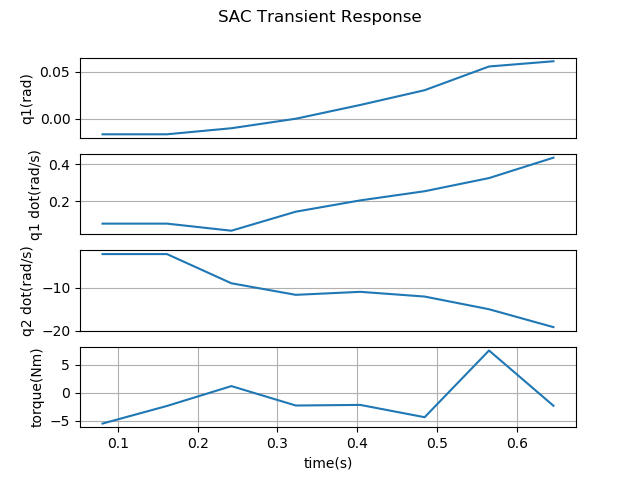 SAC Transient Response
q1(rad)
0.05
0.00
q1 dot(rad/s)
0.4
0.2
q2 dot(rad/s)
−10
−20
torque(Nm)
5
0
−5
0.1 0.2 0.3 0.4 0.5 0.6
time(s)